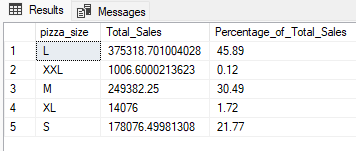 Results Messages
pizza_size Total_Sales Percentage_of_Total_Sales
1 L 375318.701004028 45.89
2 XXL 1006.6000213623 0.12
3 M 249382.25 30.49
4 XL 14076 1.72
5 S 178076.49981308 21.77